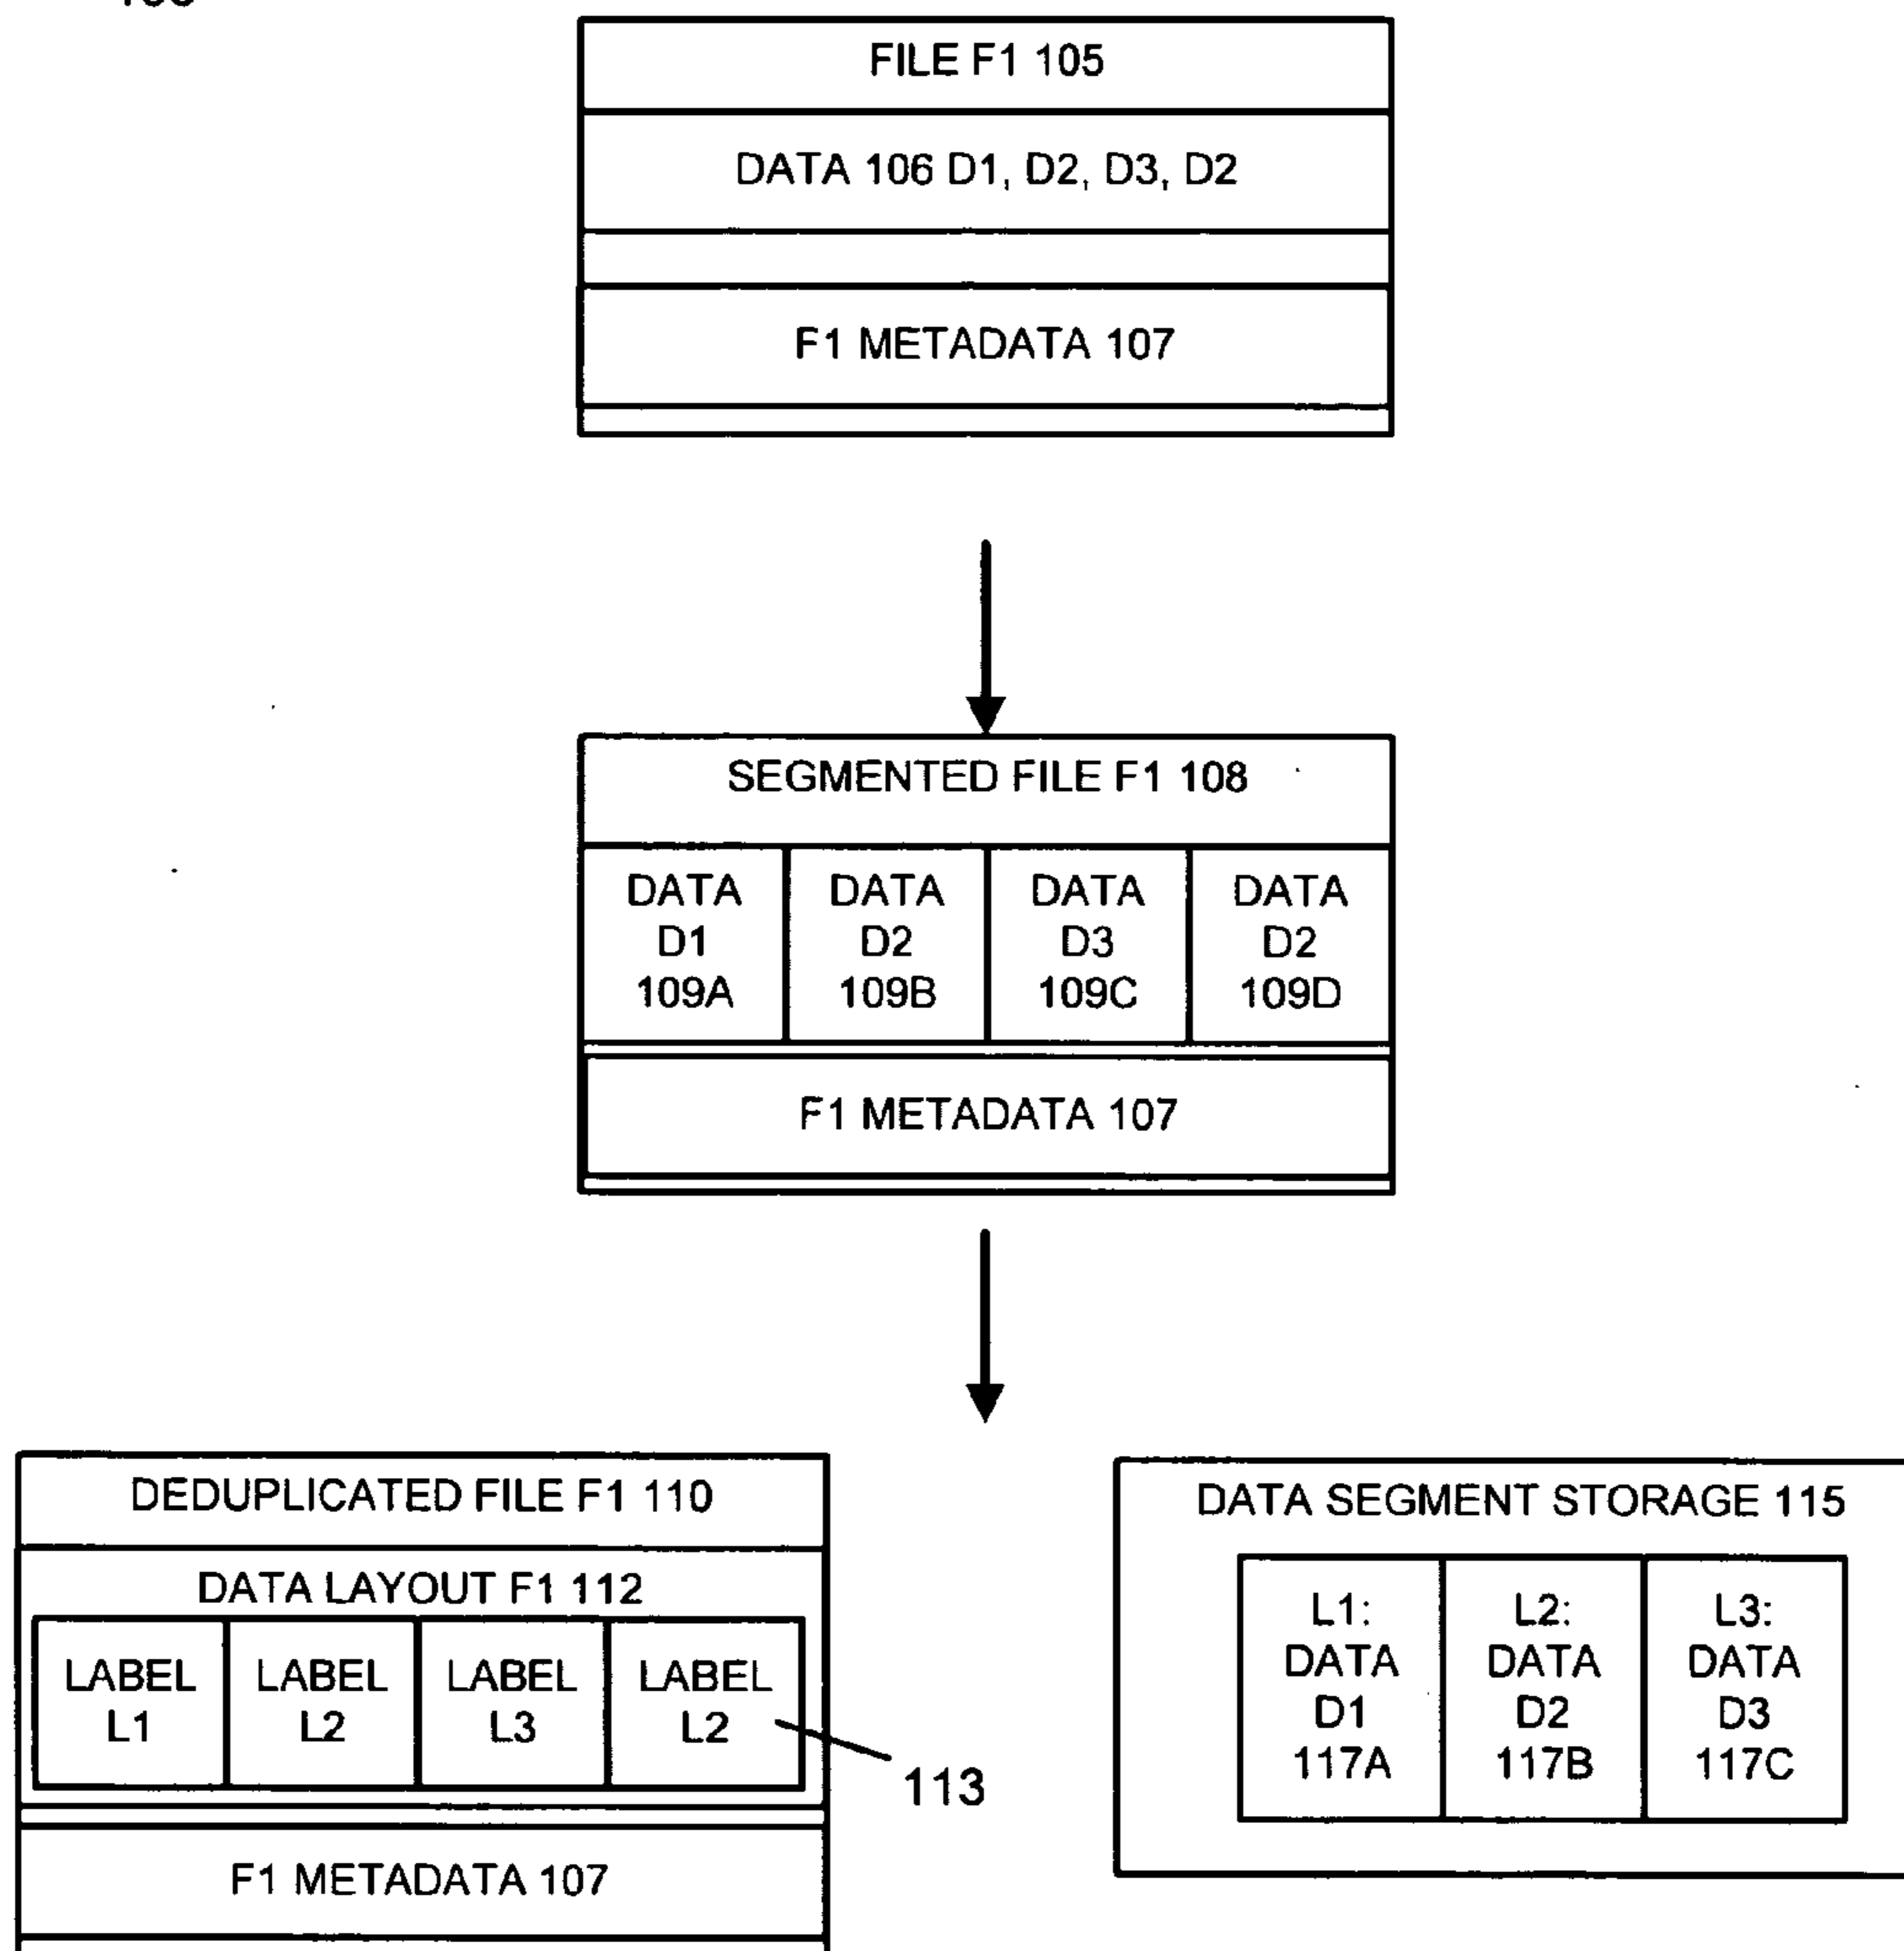 FILE F1 105
DATA 106 D1, D2, D3, D2
F1 METADATA 107
SEGMENTED FILE F1 108
DATA D1 109A
DATA D2 109B
DATA D3 109C
DATA D2 109D
F1 METADATA 107
DEDUPLICATED FILE F1 110
DATA LAYOUT F1 112
LABEL L1
LABEL L2
LABEL L3
LABEL L2
113
F1 METADATA 107
DATA SEGMENT STORAGE 115
L1: DATA D1 117A
L2: DATA D2 117B
L3: DATA D3 117C